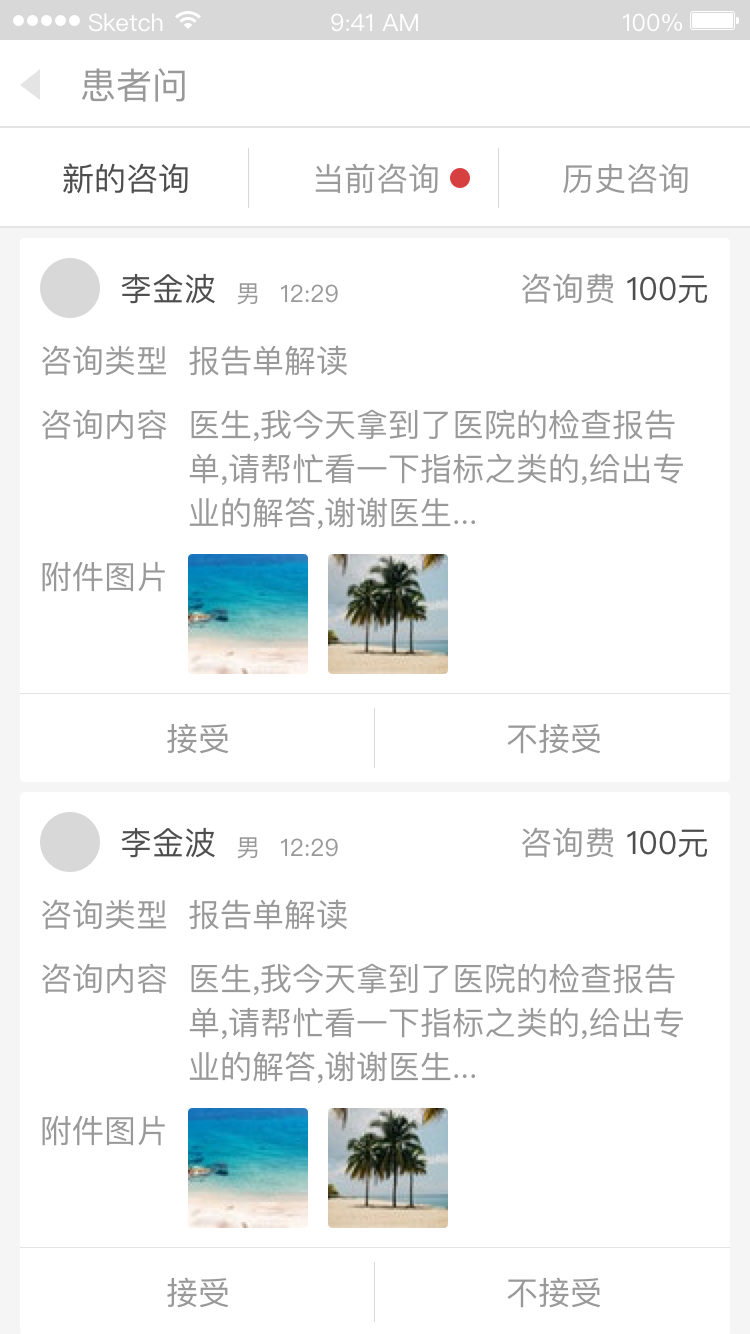 Sketch 9:41 AM 100%
患者问
新的咨询 当前咨询 历史咨询
李金波 男 12:29 咨询费 100元
咨询类型 报告单解读
咨询内容 医生,我今天拿到了医院的检查报告
单,请帮忙看一下指标之类的,给出专
业的解答,谢谢医生...
附件图片
接受 不接受
李金波 男 12:29 咨询费 100元
咨询类型 报告单解读
咨询内容 医生,我今天拿到了医院的检查报告
单,请帮忙看一下指标之类的,给出专
业的解答,谢谢医生...
附件图片
接受 不接受